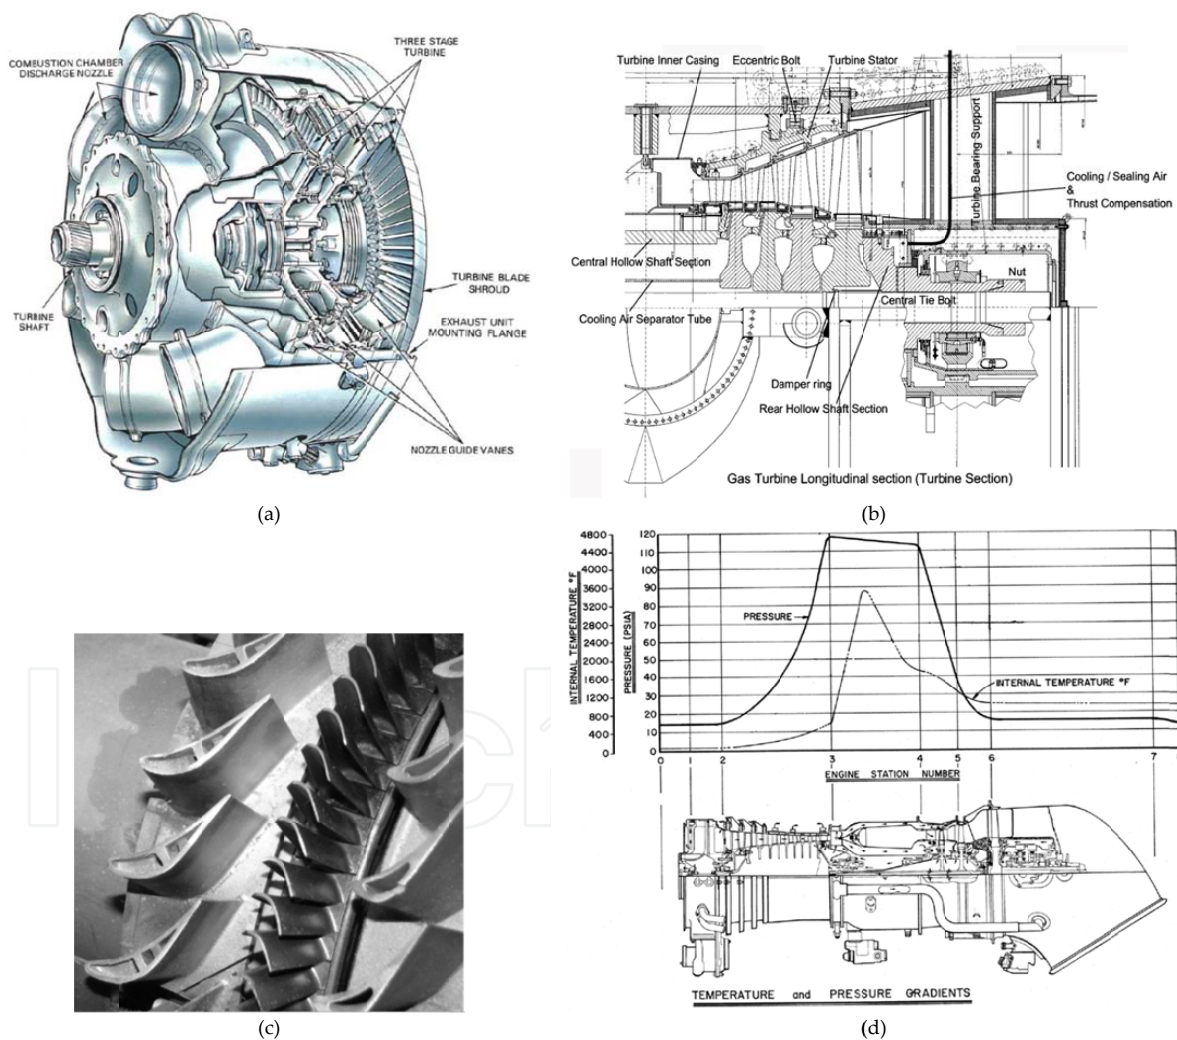 COMBUSTION CHAMBER
DISCHARGE NOZZLE
THREE STAGE
TURBINE
TURBINE BLADE
SHROUD
TURBINE
SHAFT
EXHAUST UNIT
MOUNTING FLANGE
NOZZLE GUIDE VANES
(a)
Turbine Inner Casing
Eccentric Bolt
Turbine Stator
Turbine Bearing Support
Cooling / Sealing Air
&
Thrust Compensation
Central Hollow Shaft Section
Nut
Central Tie Bolt
Cooling Air Separator Tube
Damper ring
Rear Hollow Shaft Section
Gas Turbine Longitudinal section (Turbine Section)
(b)
(c)
INTERNAL TEMPERATURE °F
4800
4400
4000
3600
3200
2800
2400
2000
1600
1200
800
400
0
PRESSURE (PSIA)
120
110
100
90
80
70
60
50
40
30
20
10
0
PRESSURE
INTERNAL TEMPERATURE °F
0 1 2 3 4 5 6 7
ENGINE STATION NUMBER
TEMPERATURE and PRESSURE GRADIENTS
(d)